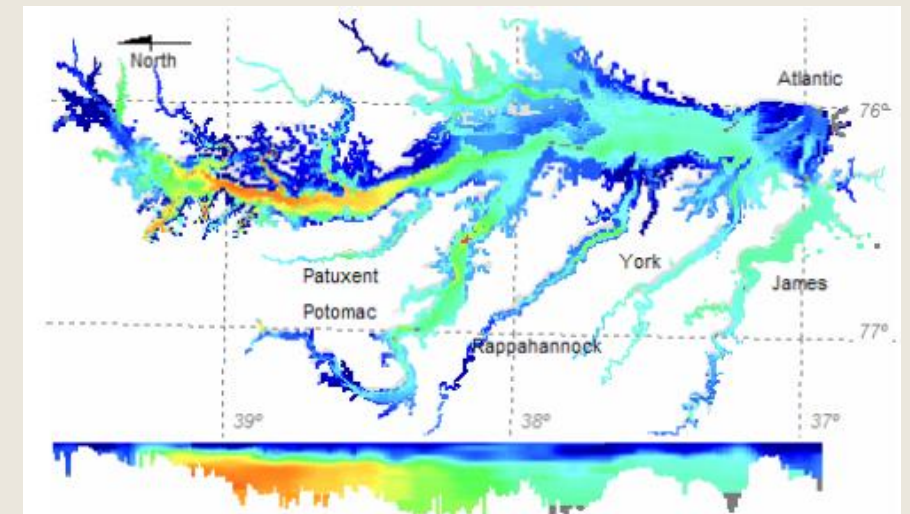 North
Atlantic
76°
Patuxent
York
James
Potomac
Rappahannock
77°
39°
38°
37°